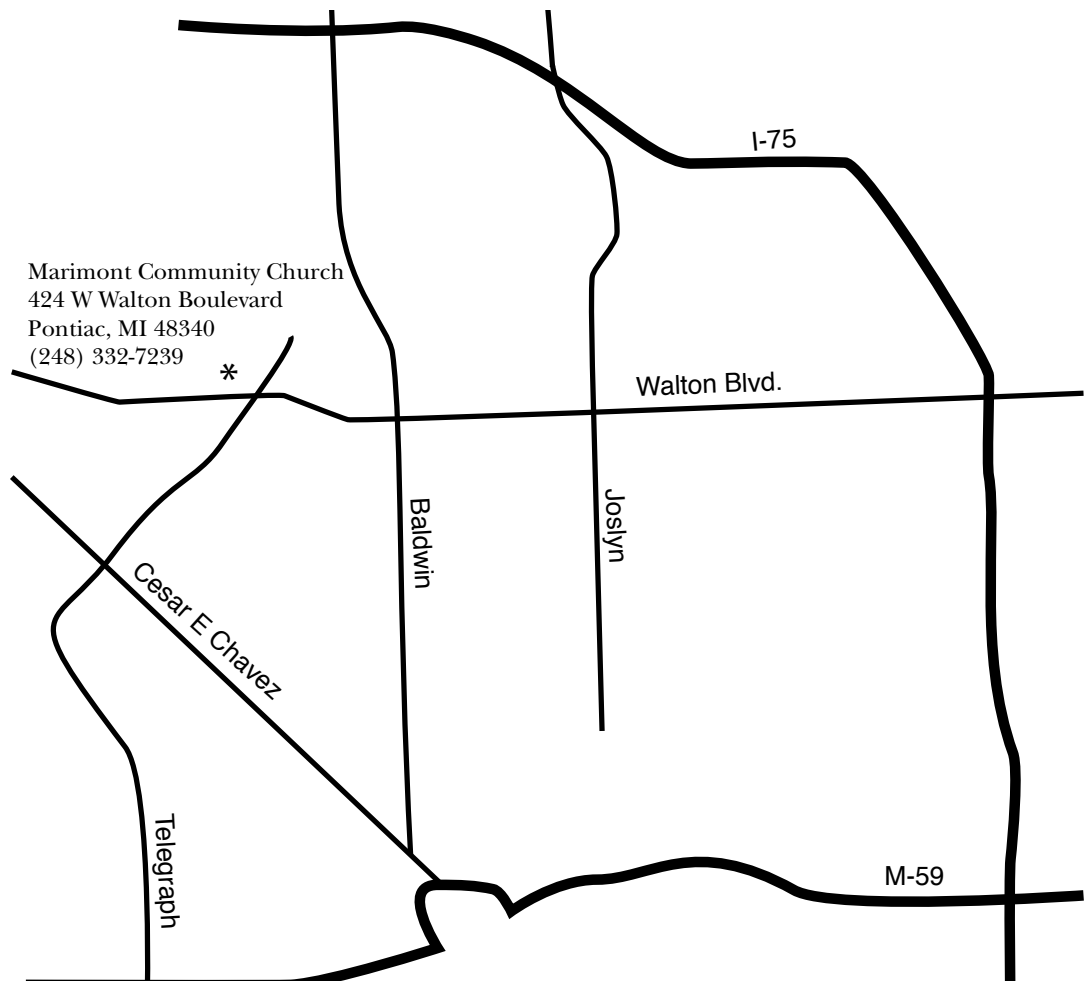 I-75
Marimont Community Church
424 W Walton Boulevard
Pontiac, MI 48340
(248) 332-7239
*
Walton Blvd.
Baldwin
Joslyn
Cesar E Chavez
Telegraph
M-59